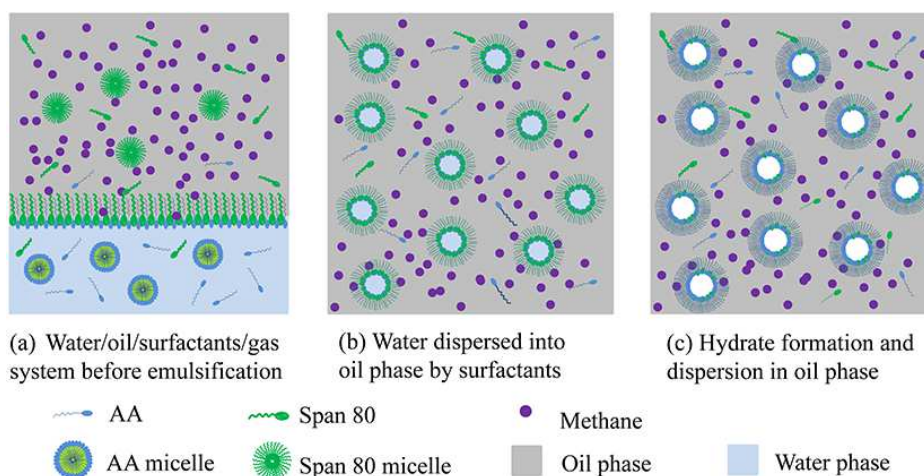 (a) Water/oil/surfactants/gas
system before emulsification
(b) Water dispersed into
oil phase by surfactants
(c) Hydrate formation and
dispersion in oil phase
AA
Span 80
Methane
AA micelle
Span 80 micelle
Oil phase
Water phase